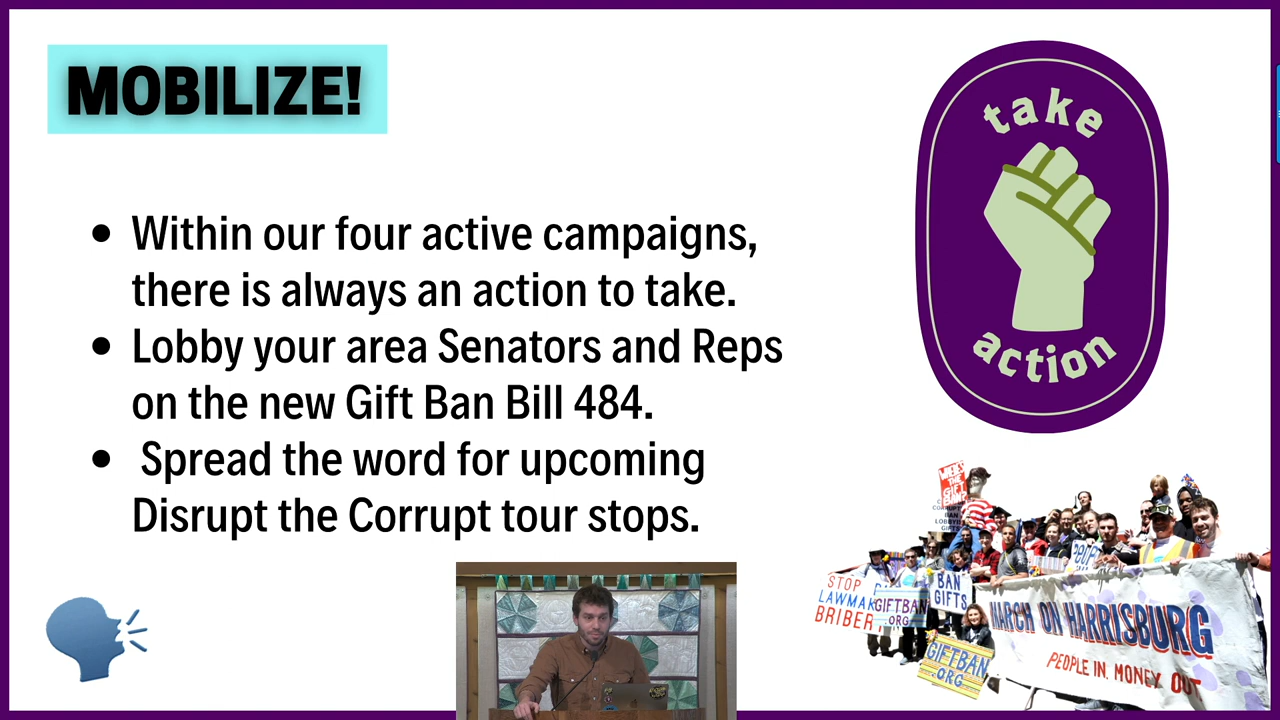 MOBILIZE!
take
action
• Within our four active campaigns,
there is always an action to take.
• Lobby your area Senators and Reps
on the new Gift Ban Bill 484.
• Spread the word for upcoming
Disrupt the Corrupt tour stops.
STOP
LAWMAK
BRIBER
GIFTBAN
.ORG
BAN
GIFTS
GIFTBAN
.ORG
MARCH ON HARRISBURG
PEOPLE IN, MONEY OUT